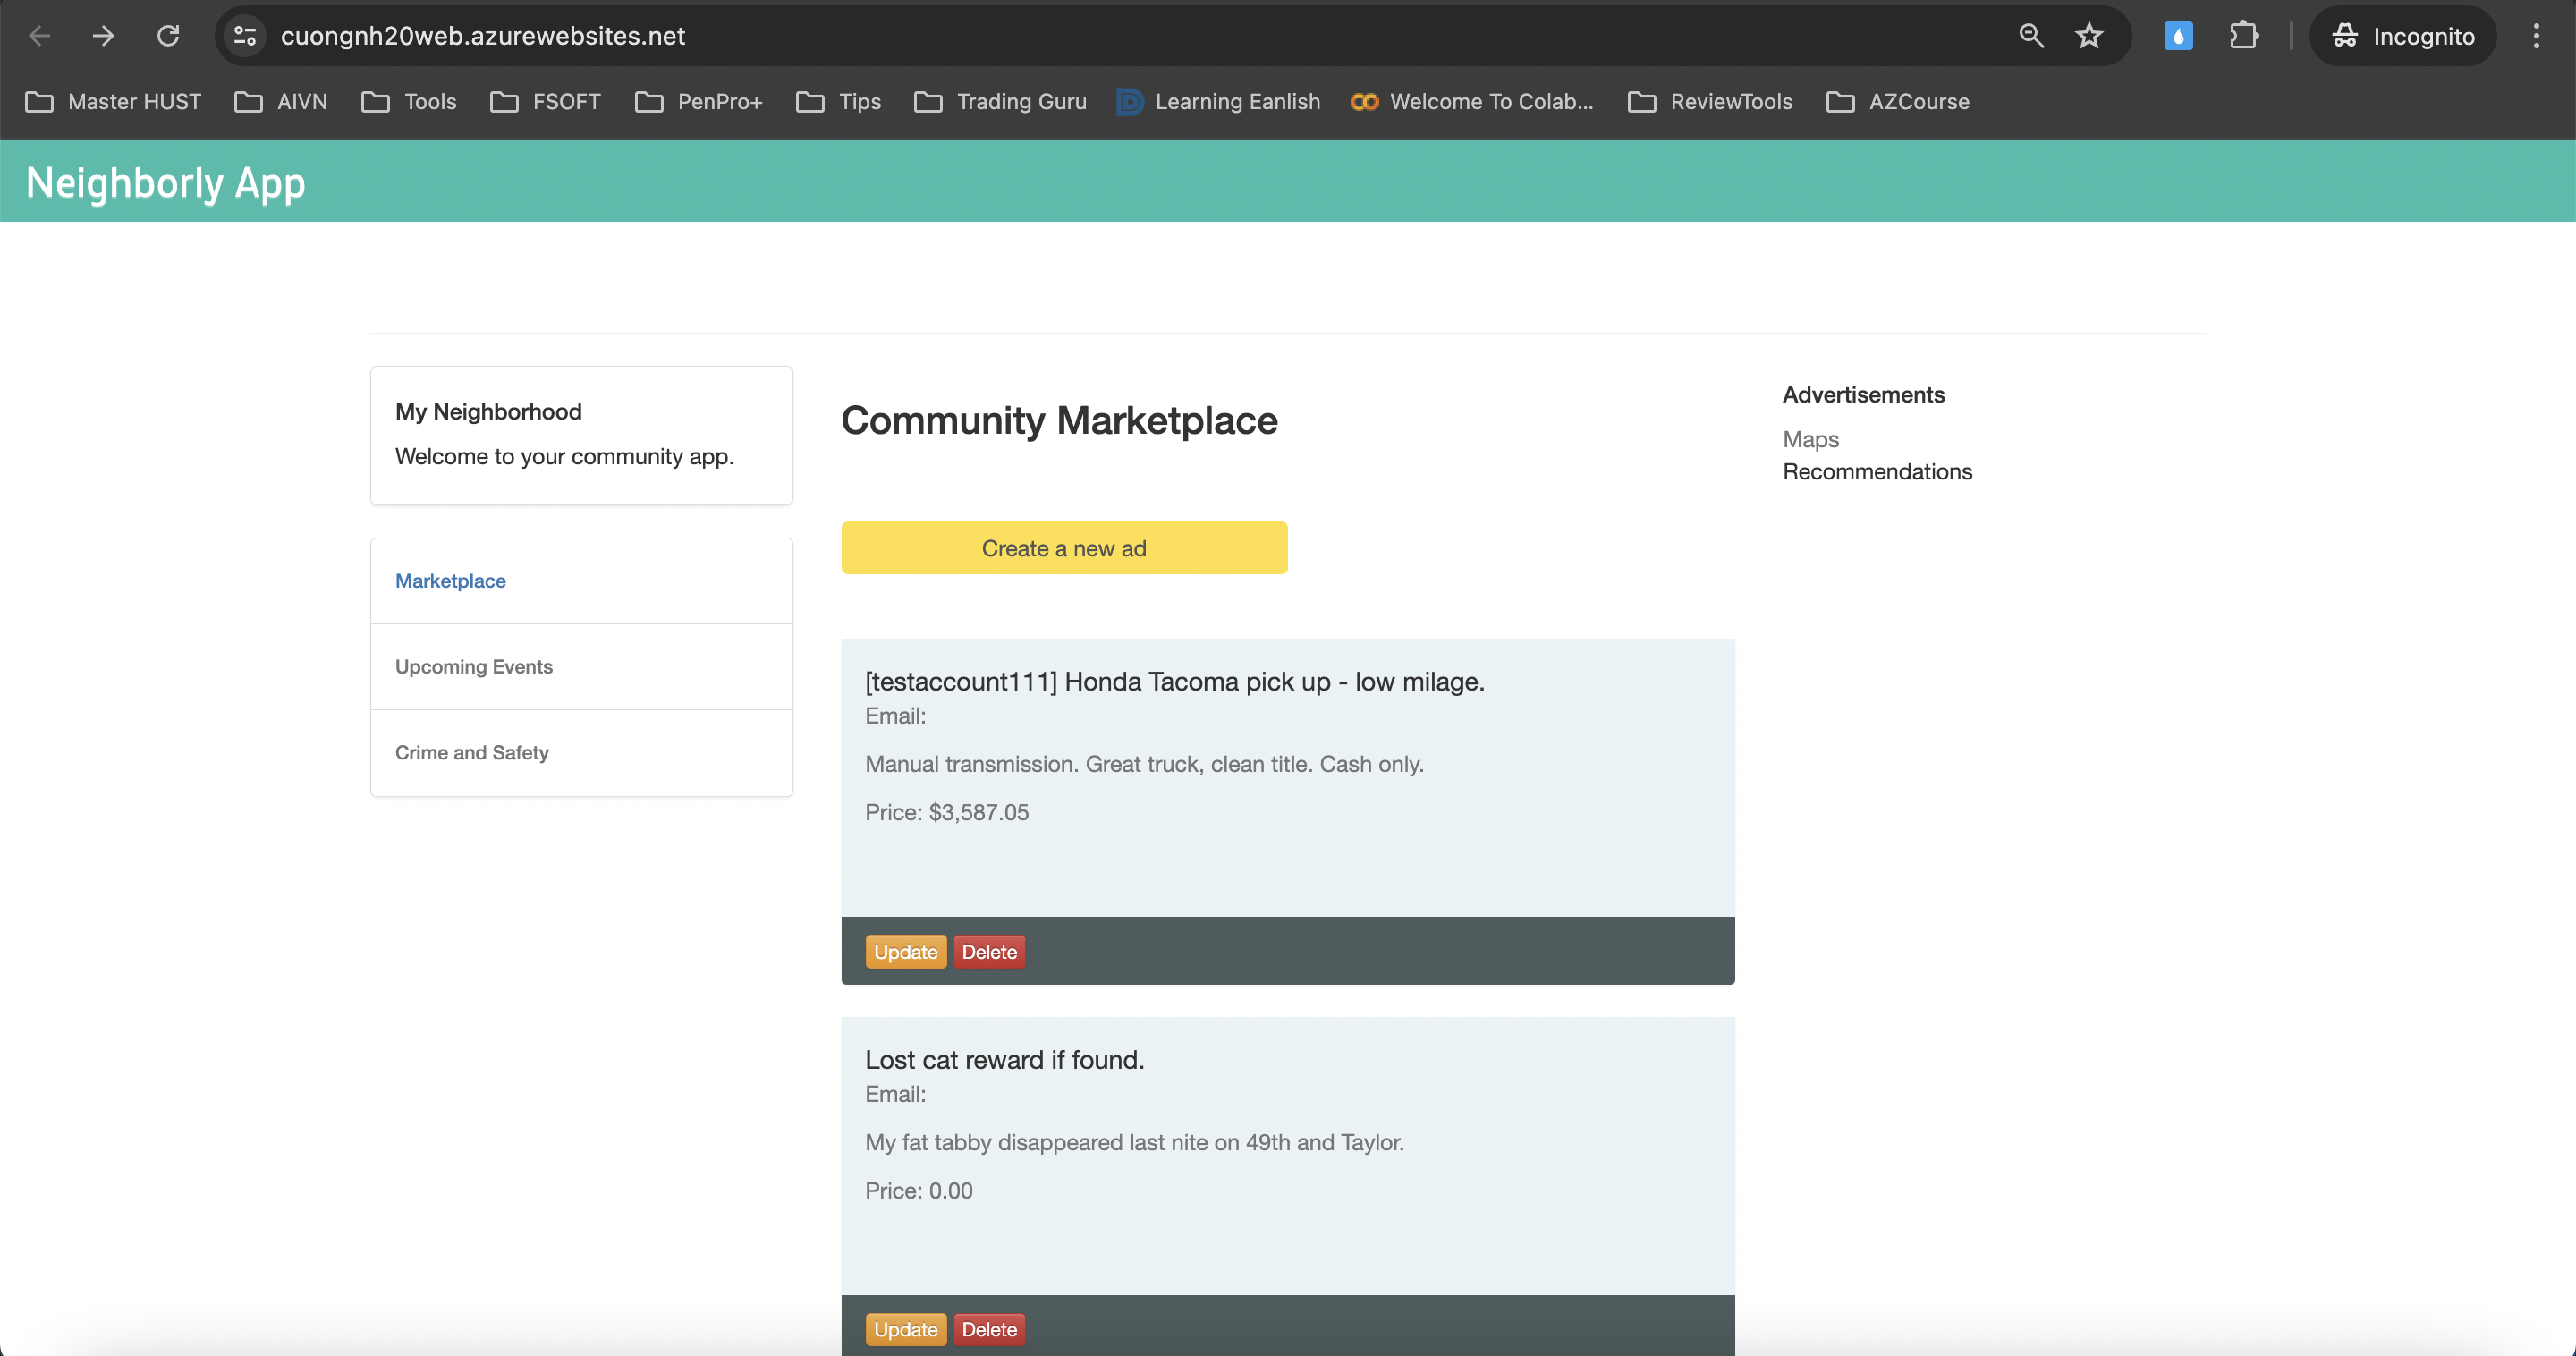 cuongnh20web.azurewebsites.net
Incognito
Master HUST
AIVN
Tools
FSOFT
PenPro+
Tips
Trading Guru
Learning Eanlish
Welcome To Colab...
ReviewTools
AZCourse
Neighborly App
My Neighborhood
Welcome to your community app.
Marketplace
Upcoming Events
Crime and Safety
Community Marketplace
Create a new ad
[testaccount111] Honda Tacoma pick up - low milage.
Email:
Manual transmission. Great truck, clean title. Cash only.
Price: $3,587.05
Update Delete
Lost cat reward if found.
Email:
My fat tabby disappeared last nite on 49th and Taylor.
Price: 0.00
Update Delete
Advertisements
Maps
Recommendations